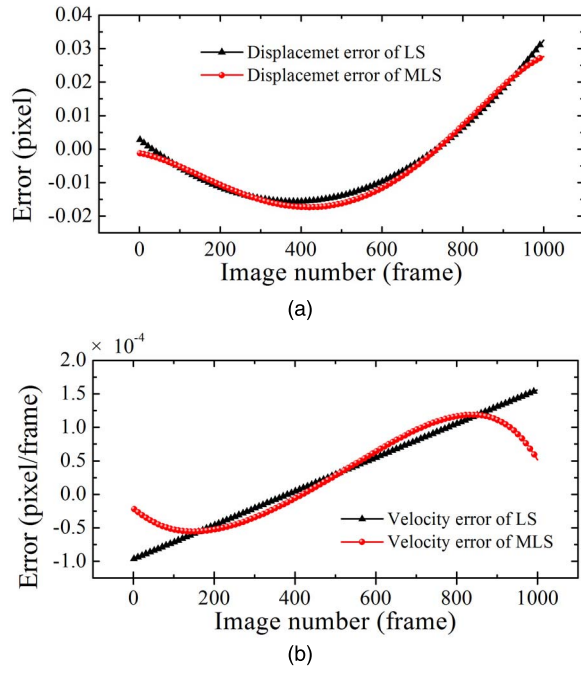 0.04
0.03
0.02
0.01
0.00
-0.01
-0.02
Error (pixel)
Displacemet error of LS
Displacemet error of MLS
0 200 400 600 800 1000
Image number (frame)
(a)
× 10⁻⁴
2.0
1.5
1.0
0.5
0.0
-0.5
-1.0
Error (pixel/frame)
Velocity error of LS
Velocity error of MLS
0 200 400 600 800 1000
Image number (frame)
(b)